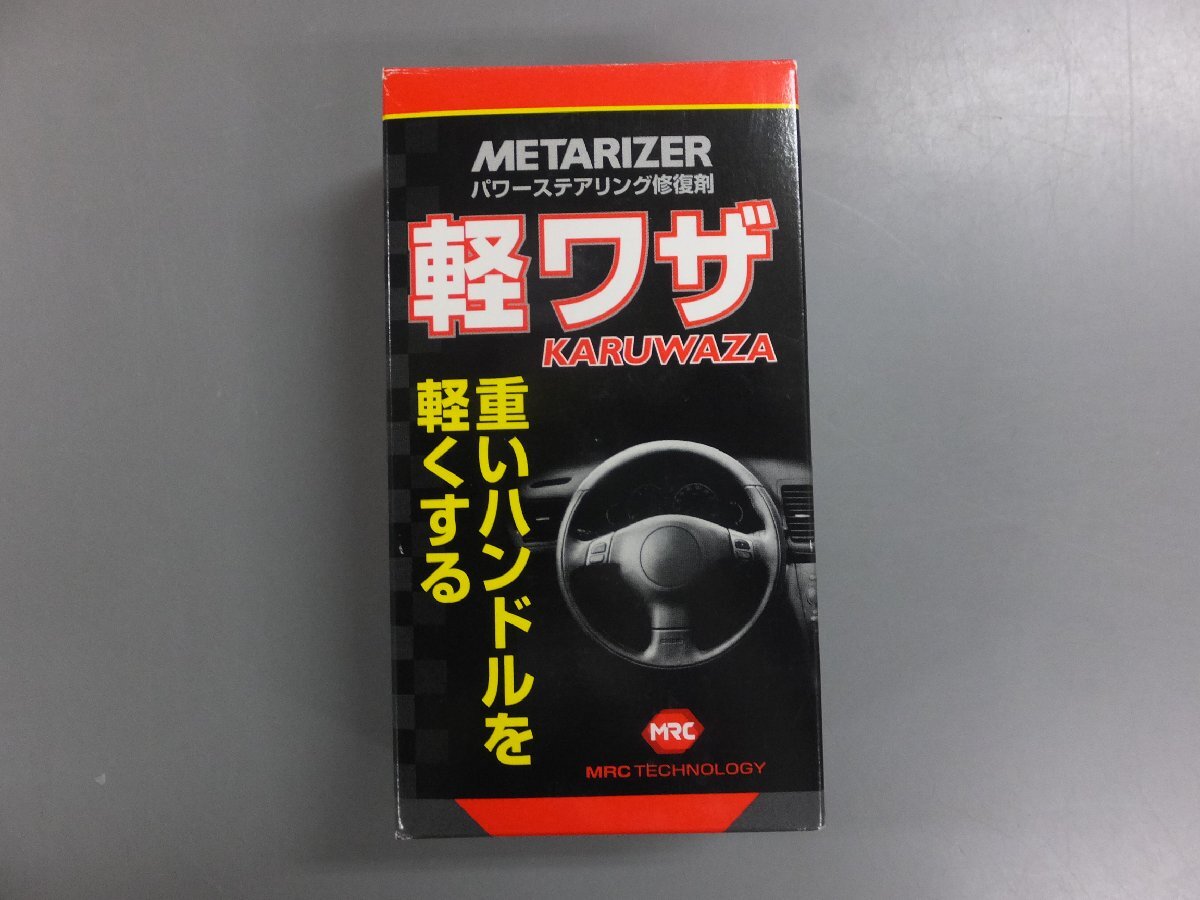 METARIZER
パワーステアリング修復剤
軽ワザ
KARUWAZA
重いハンドルを
軽くする
MRC
MRC TECHNOLOGY